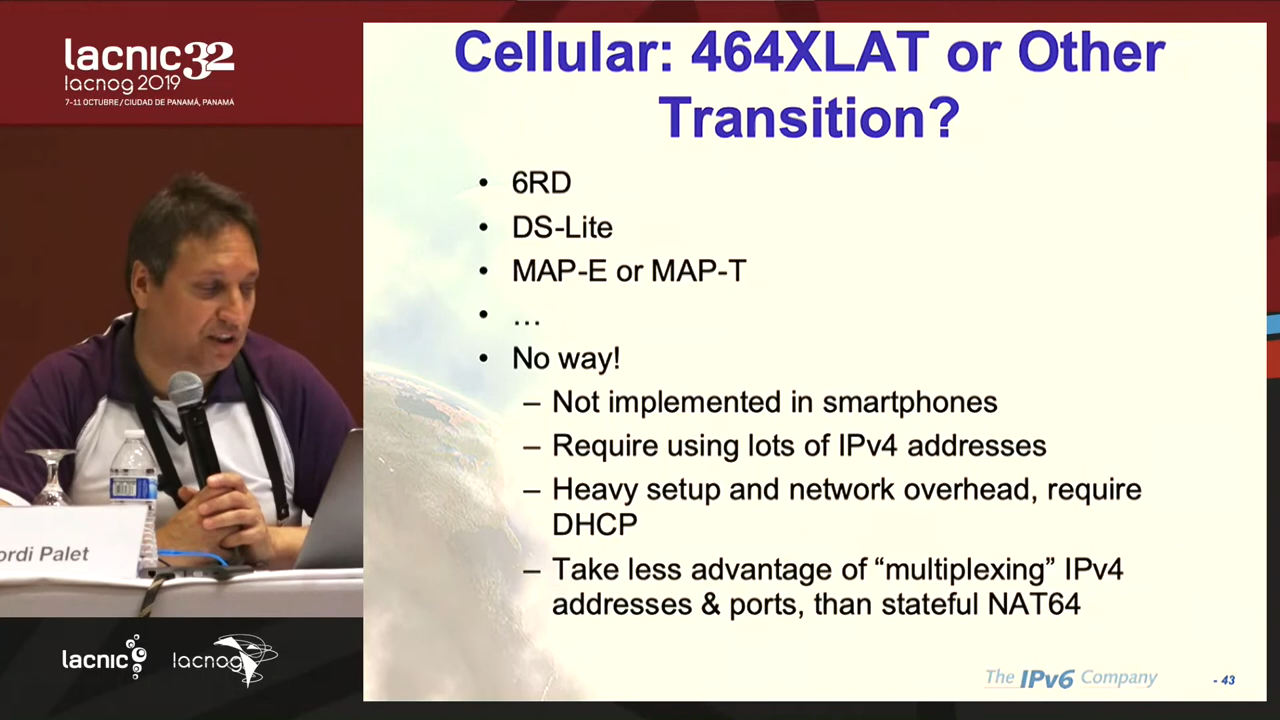 lacnic32
lacnog 2019
7-11 OCTUBRE / CIUDAD DE PANAMÁ, PANAMÁ
Cellular: 464XLAT or Other
Transition?
• 6RD
• DS-Lite
• MAP-E or MAP-T
• …
• No way!
– Not implemented in smartphones
– Require using lots of IPv4 addresses
– Heavy setup and network overhead, require
DHCP
– Take less advantage of “multiplexing” IPv4
addresses & ports, than stateful NAT64
ordi Palet
lacnic
lacnog
The IPv6 Company
- 43